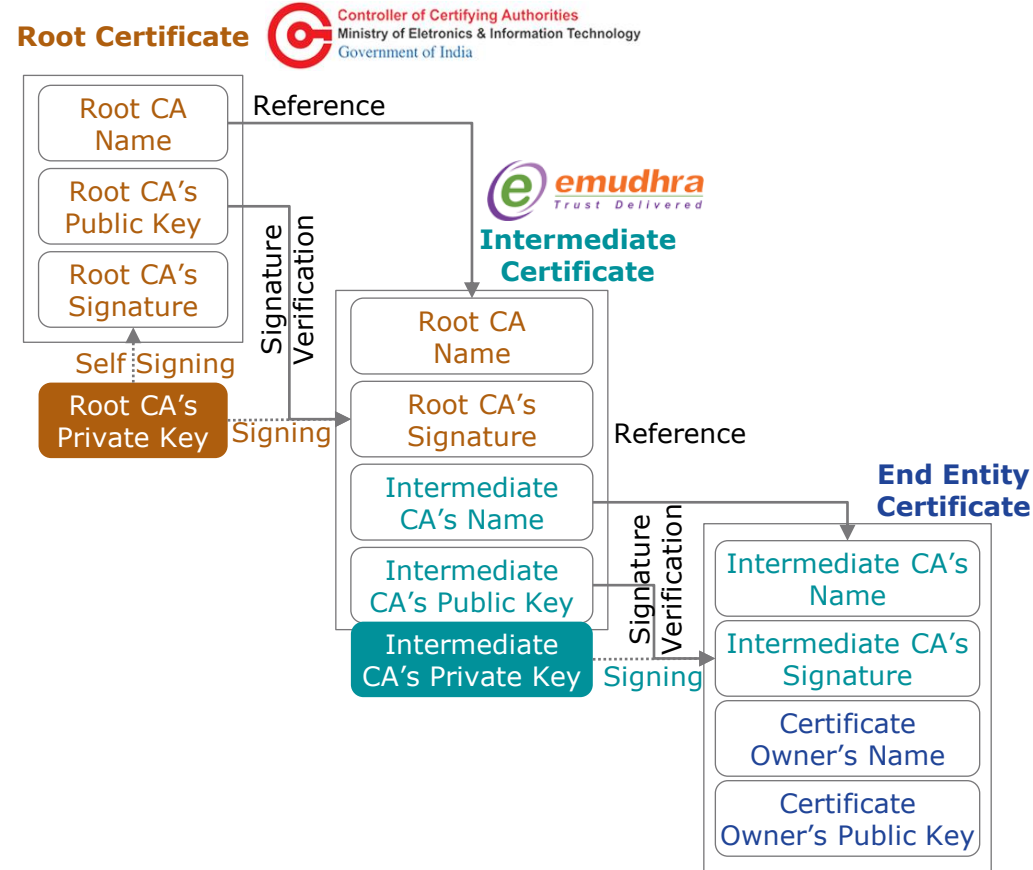 Root Certificate
Controller of Certifying Authorities
Ministry of Eletronics & Information Technology
Government of India
Root CA
Name
Reference
Root CA's
Public Key
Root CA's
Signature
Self Signing
Root CA's
Private Key
Signing
Signature
Verification
emudhra
Trust Delivered
Intermediate
Certificate
Root CA
Name
Root CA's
Signature
Intermediate
CA's Name
Intermediate
CA's Public Key
Intermediate
CA's Private Key
Reference
Signature
Verification
Signing
End Entity
Certificate
Intermediate CA's
Name
Intermediate CA's
Signature
Certificate
Owner's Name
Certificate
Owner's Public Key